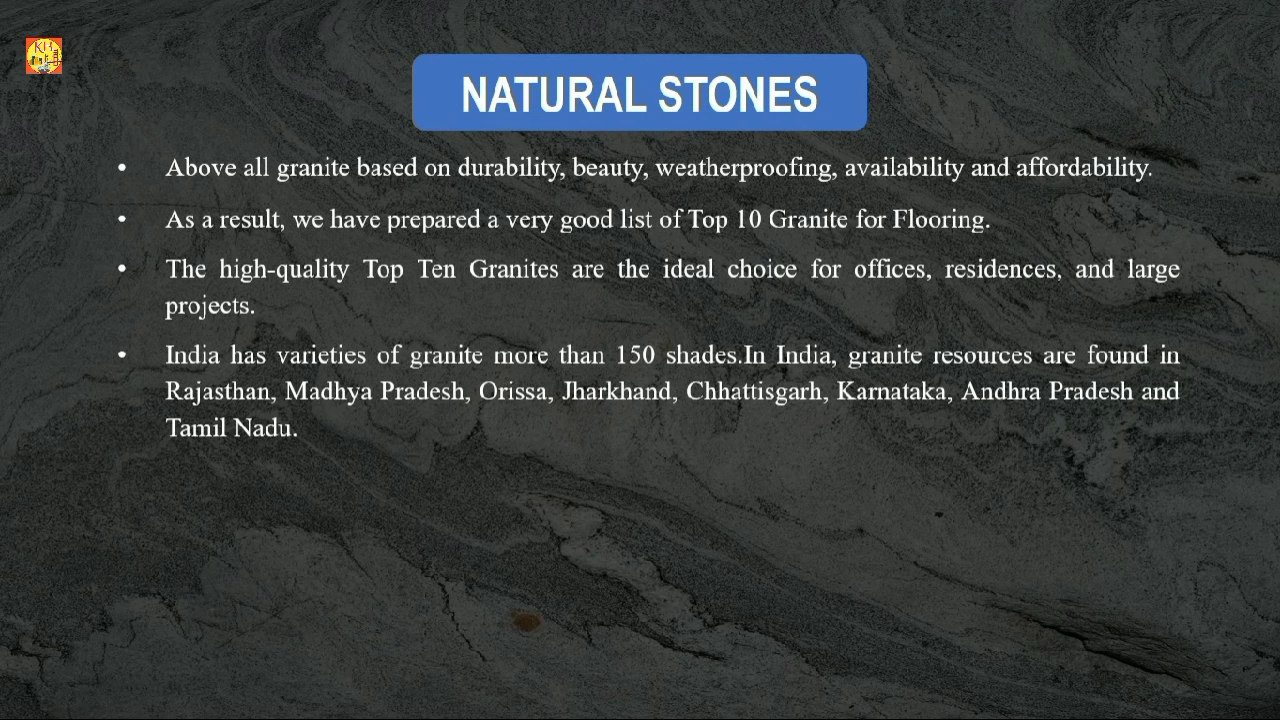 KB
NATURAL STONES
• Above all granite based on durability, beauty, weatherproofing, availability and affordability.
• As a result, we have prepared a very good list of Top 10 Granite for Flooring.
• The high-quality Top Ten Granites are the ideal choice for offices, residences, and large
projects.
• India has varieties of granite more than 150 shades.In India, granite resources are found in
Rajasthan, Madhya Pradesh, Orissa, Jharkhand, Chhattisgarh, Karnataka, Andhra Pradesh and
Tamil Nadu.